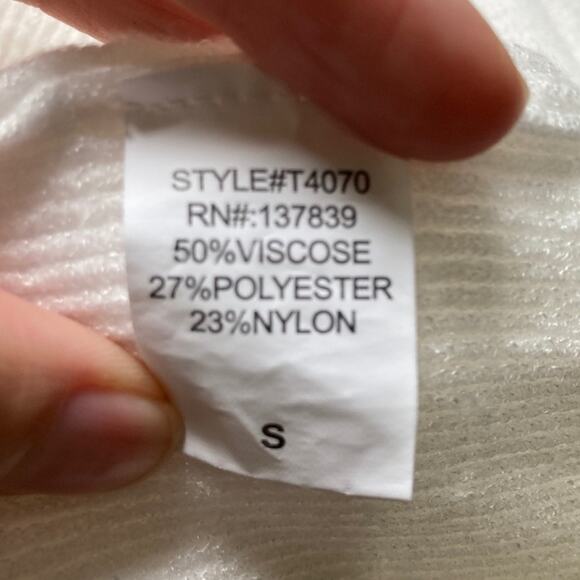 STYLE#T4070
RN#:137839
50%VISCOSE
27%POLYESTER
23%NYLON
S